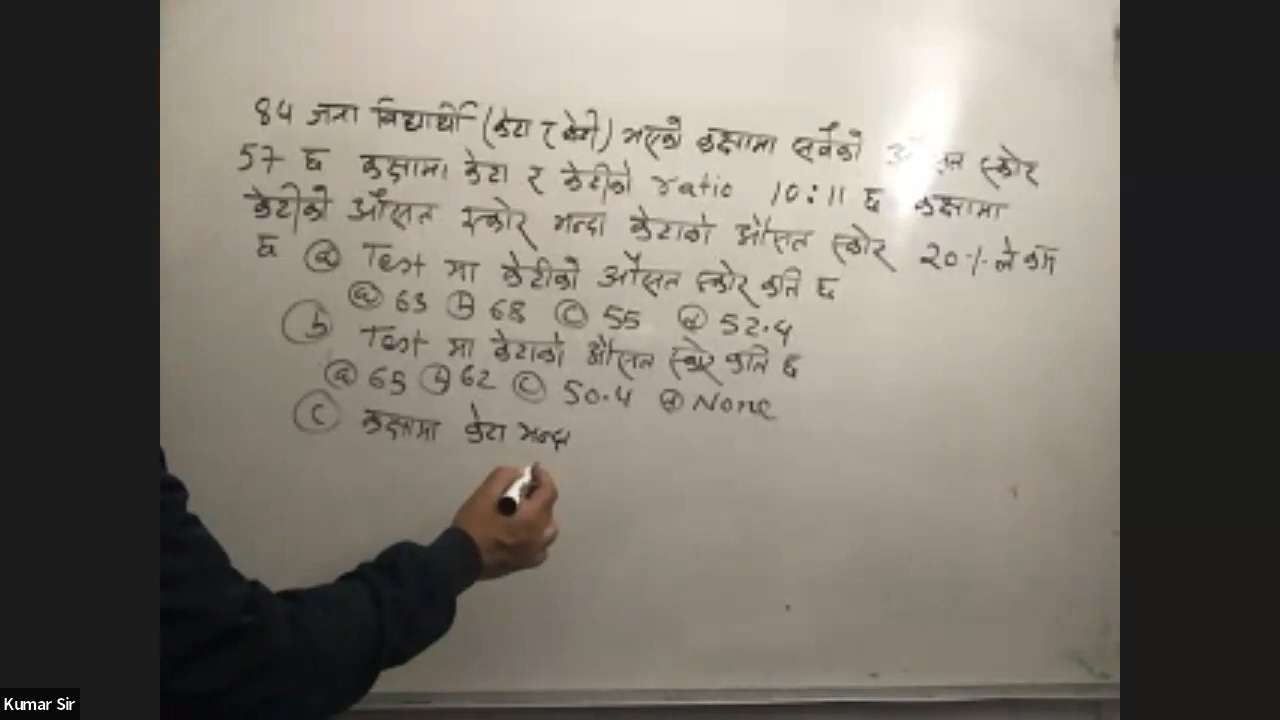 84 जना विद्यार्थी (केटा र केटी) भएको कक्षामा सबैको औसत स्कोर
57 छ कक्षामा केटा र केटीको ratio 10:11 छ कक्षामा
केटीको औसत स्कोर भन्दा केटाको औसत स्कोर 20% ले कम
छ (a) Test मा केटीको औसत स्कोर कति छ
(a) 63 (b) 68 (c) 55 (d) 52.4
(b) Test मा केटाको औसत स्कोर कति छ
(a) 65 (b) 62 (c) 50.4 (d) None
(c) कक्षामा केटा भन्दा
Kumar Sir